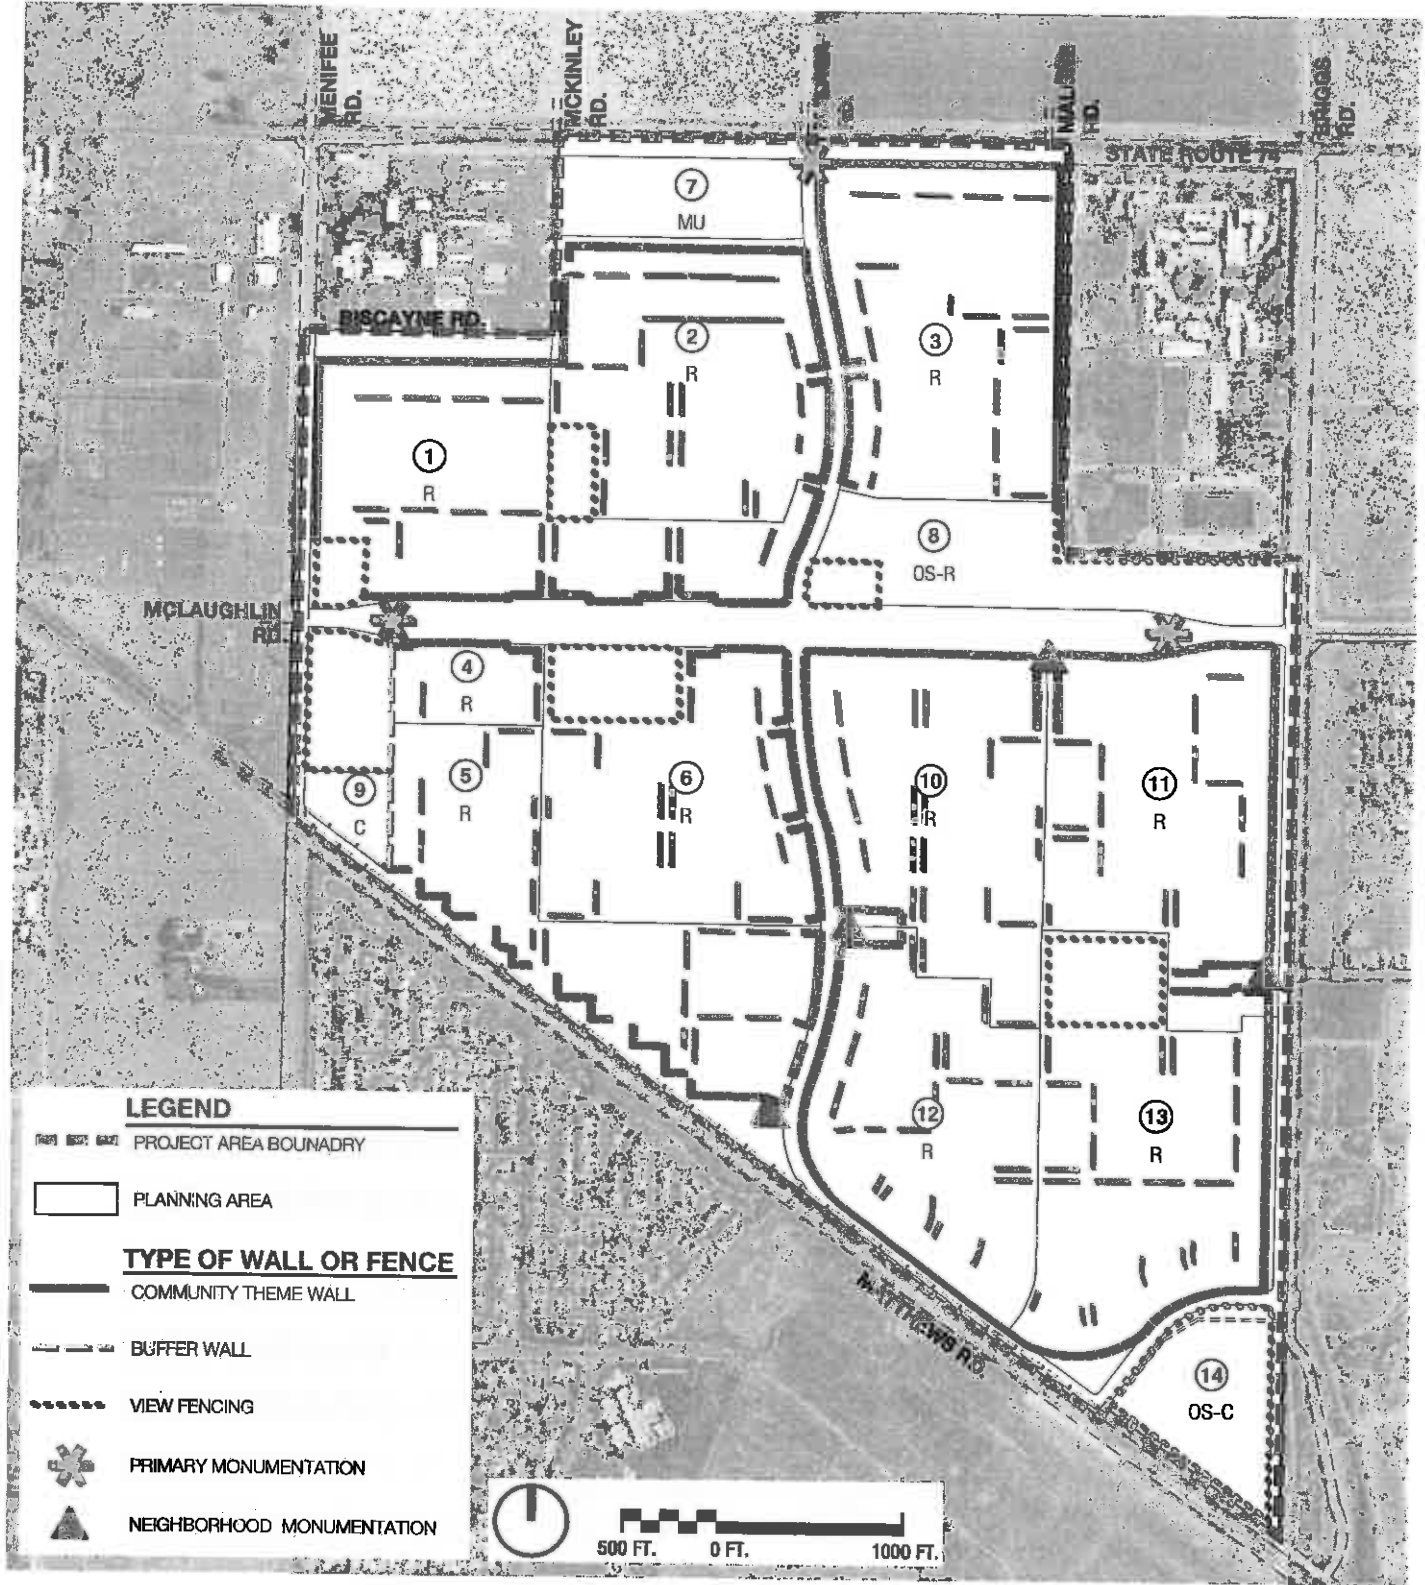 MENIFEE
RD.
MCKINLEY
RD.
RD.
RD.
BRIGGS
RD.
STATE ROUTE 74
7
MU
BISCAYNE RD.
2
R
3
R
1
R
8
OS-R
MCLAUGHLIN
RD.
4
R
5
R
6
R
9
C
10
R
11
R
12
R
13
R
MATTHEWS RD.
14
OS-C
LEGEND
PROJECT AREA BOUNADRY
PLANNING AREA
TYPE OF WALL OR FENCE
COMMUNITY THEME WALL
BUFFER WALL
VIEW FENCING
PRIMARY MONUMENTATION
NEIGHBORHOOD MONUMENTATION
500 FT.
0 FT.
1000 FT.